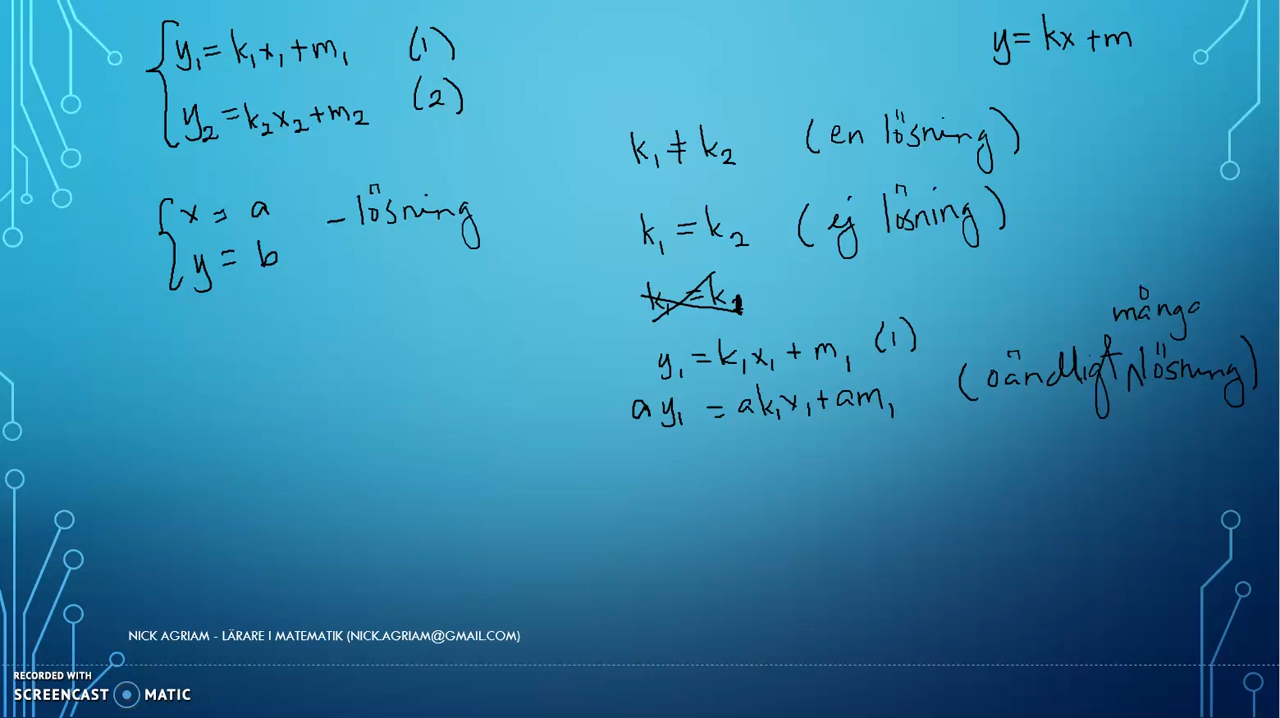 y₁ = k₁x₁ + m₁ (1)
y₂ = k₂x₂ + m₂ (2)
x = a - lösning
y = b
y = kx + m
k₁ ≠ k₂ (en lösning)
k₁ = k₂ (ej lösning)
y₁ = k₁x₁ + m₁ (1)
ay₁ = ak₁x₁ + am₁
många
(oändligt lösning)
NICK AGRIAM - LÄRARE I MATEMATIK (NICK.AGRIAM@GMAIL.COM)
RECORDED WITH
SCREENCAST MATIC